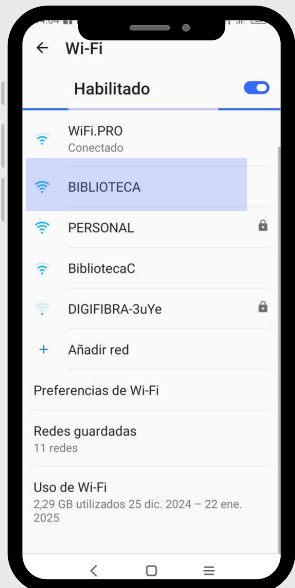 Wi-Fi
Habilitado
WiFi.PRO
Conectado
BIBLIOTECA
PERSONAL
BibliotecaC
DIGIFIBRA-3uYe
+ Añadir red
Preferencias de Wi-Fi
Redes guardadas
11 redes
Uso de Wi-Fi
2,29 GB utilizados 25 dic. 2024 – 22 ene.
2025